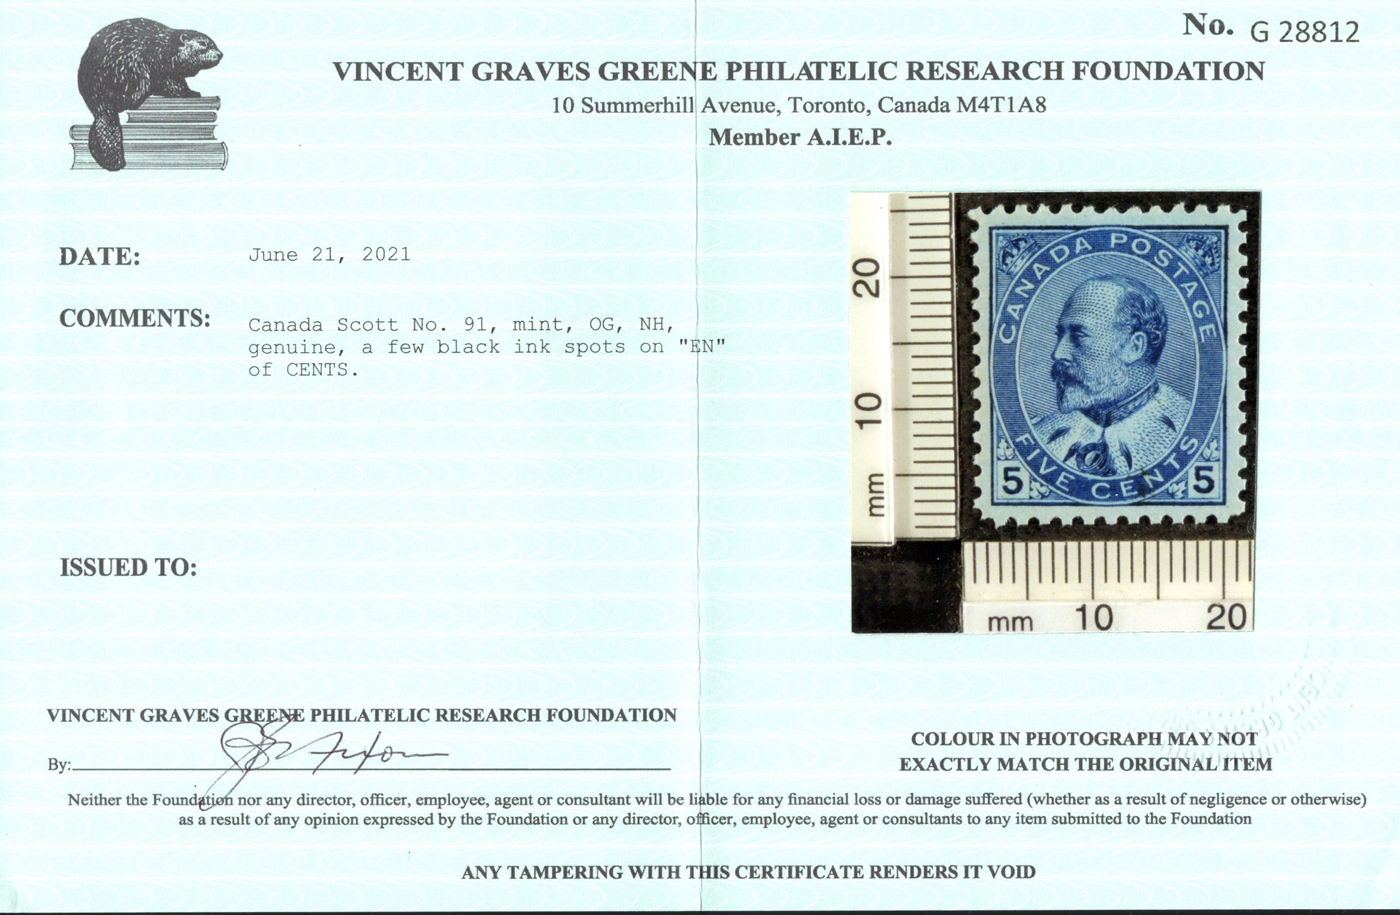 No. G 28812
VINCENT GRAVES GREENE PHILATELIC RESEARCH FOUNDATION
10 Summerhill Avenue, Toronto, Canada M4T1A8
Member A.I.E.P.
DATE: June 21, 2021
COMMENTS: Canada Scott No. 91, mint, OG, NH,
genuine, a few black ink spots on "EN"
of CENTS.
ISSUED TO:
20
10
mm
CANADA POSTAGE
FIVE CENTS
5 5
mm 10 20
VINCENT GRAVES GREENE PHILATELIC RESEARCH FOUNDATION
By:
COLOUR IN PHOTOGRAPH MAY NOT
EXACTLY MATCH THE ORIGINAL ITEM
Neither the Foundation nor any director, officer, employee, agent or consultant will be liable for any financial loss or damage suffered (whether as a result of negligence or otherwise)
as a result of any opinion expressed by the Foundation or any director, officer, employee, agent or consultants to any item submitted to the Foundation
ANY TAMPERING WITH THIS CERTIFICATE RENDERS IT VOID